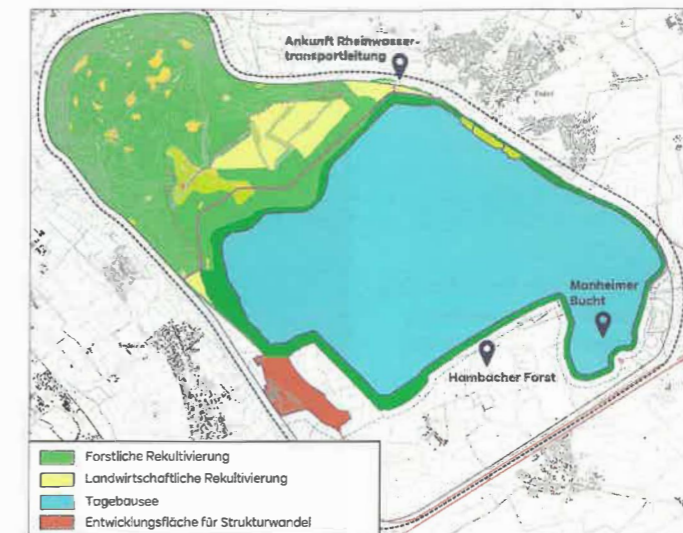 Ankunft Rheinwasser-
transportleitung
Manheimer
Bucht
Hambacher Forst
Forstliche Rekultivierung
Landwirtschaftliche Rekultivierung
Tagebausee
Entwicklungsfläche für Strukturwandel